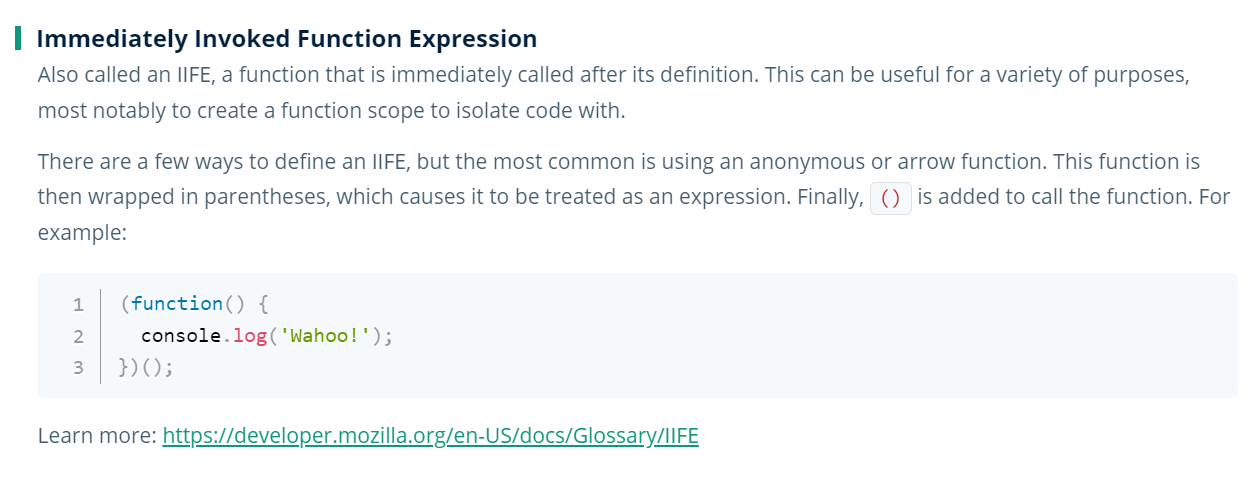 Immediately Invoked Function Expression
Also called an IIFE, a function that is immediately called after its definition. This can be useful for a variety of purposes,
most notably to create a function scope to isolate code with.
There are a few ways to define an IIFE, but the most common is using an anonymous or arrow function. This function is
then wrapped in parentheses, which causes it to be treated as an expression. Finally, () is added to call the function. For
example:
1 (function() {
2   console.log('Wahoo!');
3 })();
Learn more: https://developer.mozilla.org/en-US/docs/Glossary/IIFE